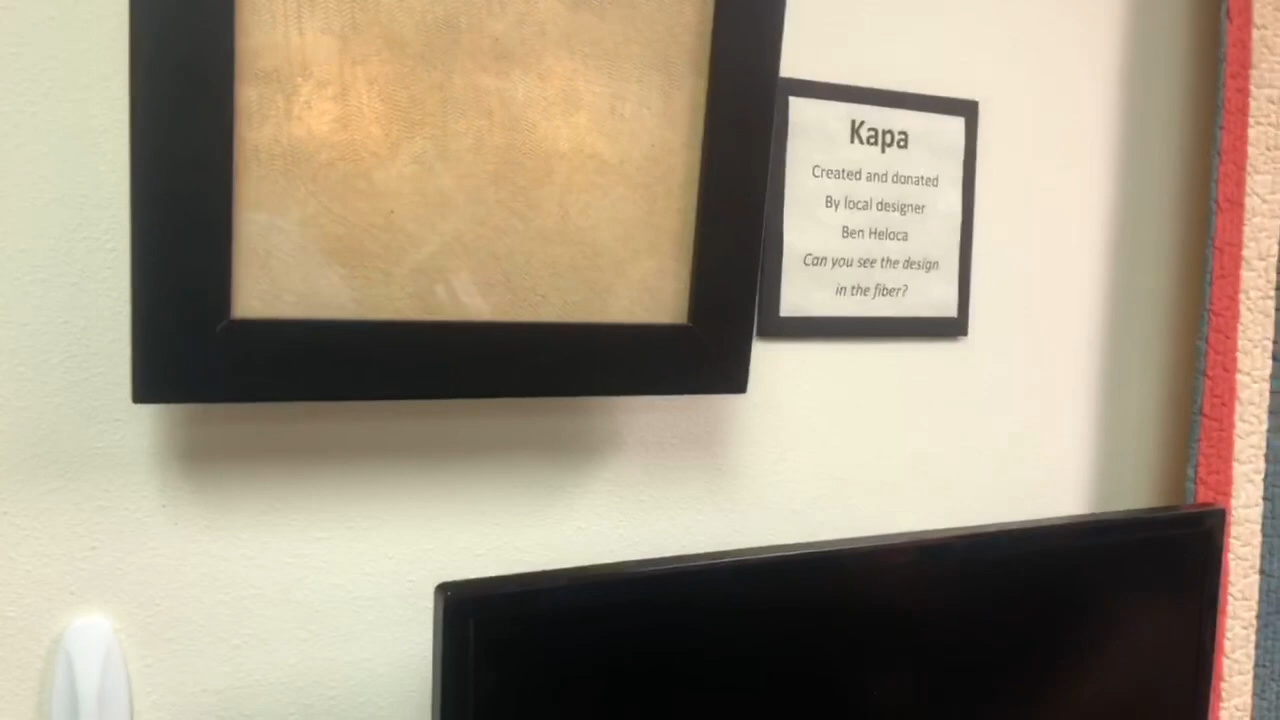 Kapa
Created and donated
By local designer
Ben Heloca
Can you see the design
in the fiber?